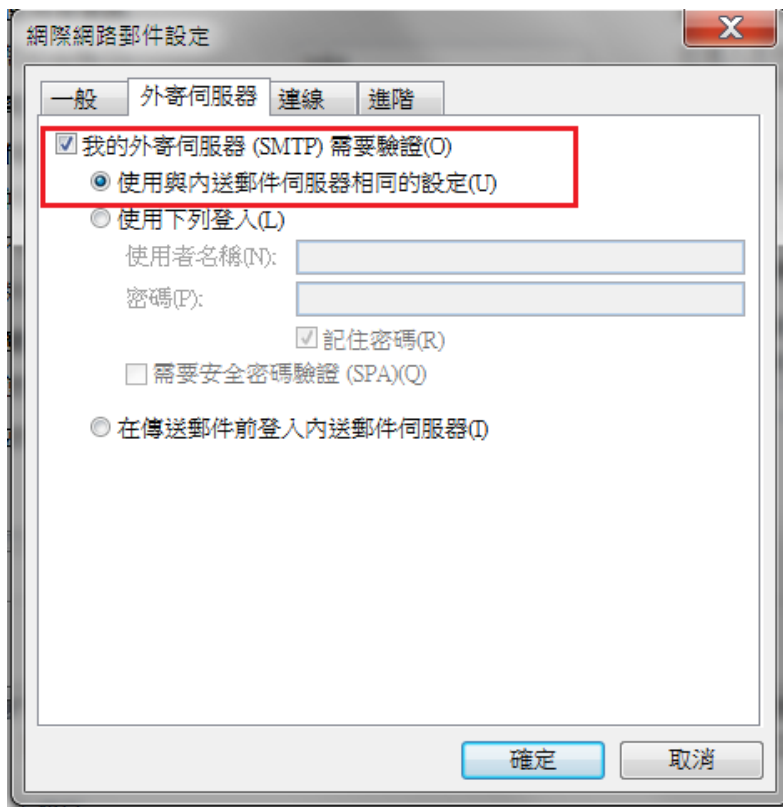 網際網路郵件設定
一般 外寄伺服器 連線 進階
我的外寄伺服器 (SMTP) 需要驗證(O)
使用與內送郵件伺服器相同的設定(U)
使用下列登入(L)
使用者名稱(N):
密碼(P):
記住密碼(R)
需要安全密碼驗證 (SPA)(Q)
在傳送郵件前登入內送郵件伺服器(I)
確定 取消